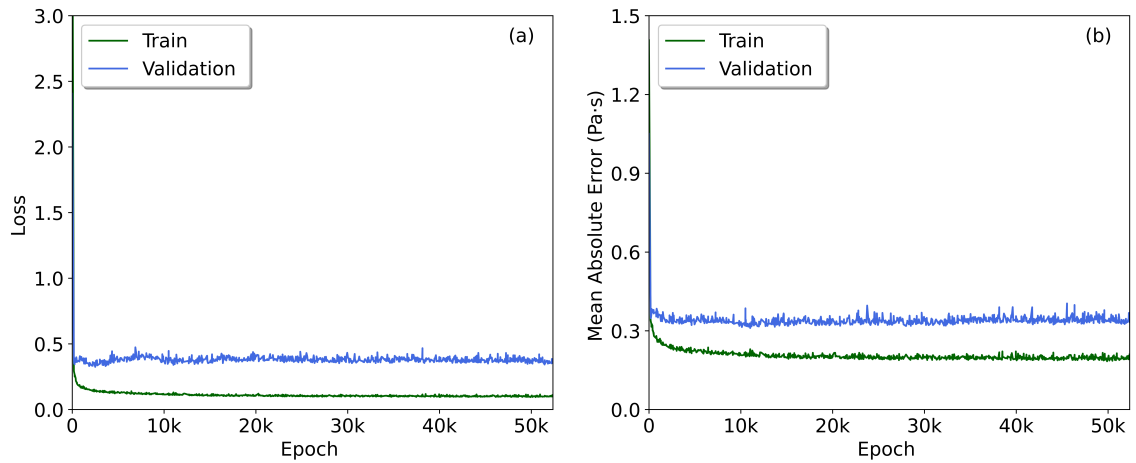 3.0
2.5
2.0
1.5
1.0
0.5
0.0
Loss
Train
Validation
(a)
0
10k
20k
30k
40k
50k
Epoch
1.5
1.2
0.9
0.6
0.3
0.0
Mean Absolute Error (Pa·s)
Train
Validation
(b)
0
10k
20k
30k
40k
50k
Epoch